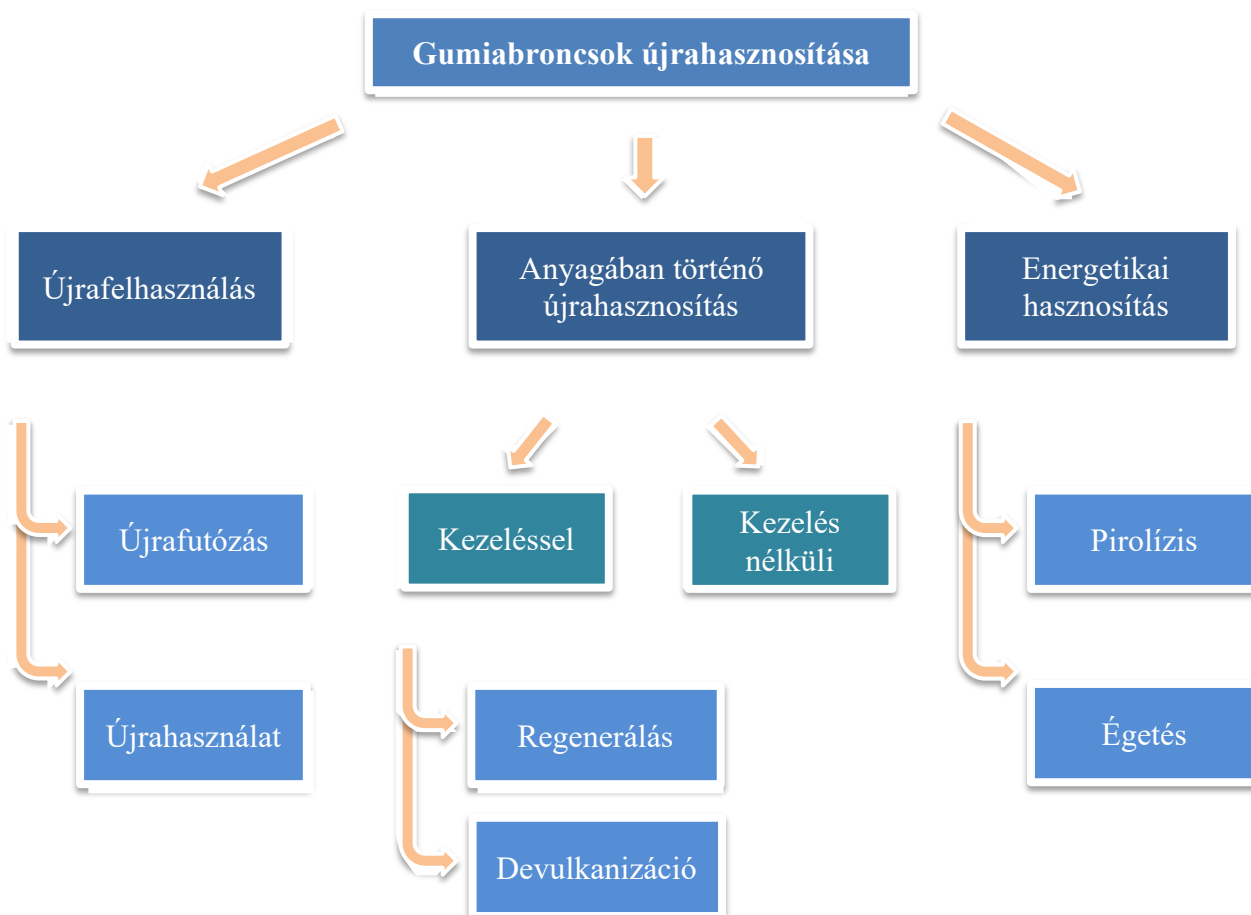 Gumiabroncsok újrahasznosítása
Újrafelhasználás
Anyagában történő
újrahasznosítás
Energetikai
hasznosítás
Újrafutózás
Kezeléssel
Kezelés
nélküli
Pirolízis
Újrahasználat
Regenerálás
Égetés
Devulkanizáció